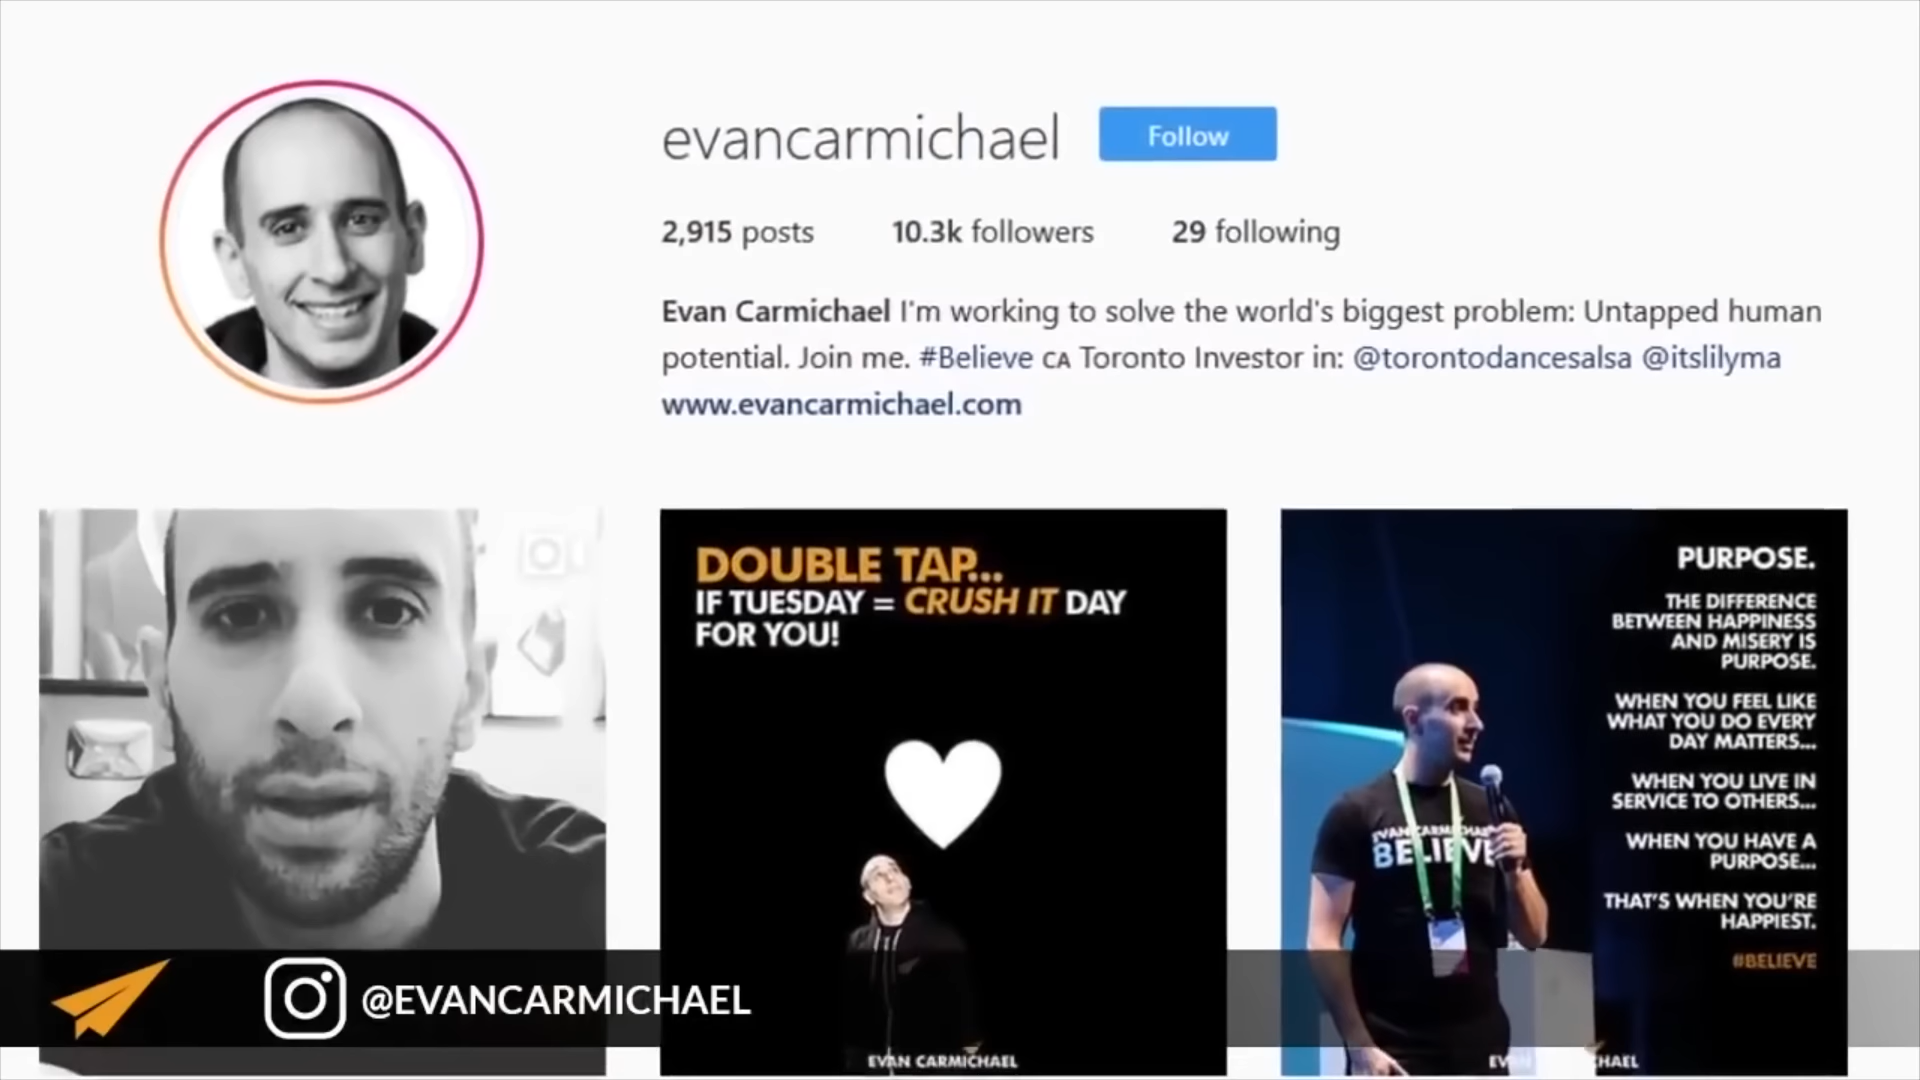 evancarmichael
Follow
2,915 posts 10.3k followers 29 following
Evan Carmichael I'm working to solve the world's biggest problem: Untapped human
potential. Join me. #Believe CA Toronto Investor in: @torontodancesalsa @itslilyma
www.evancarmichael.com
DOUBLE TAP...
IF TUESDAY = CRUSH IT DAY
FOR YOU!
EVAN CARMICHAEL
PURPOSE.
THE DIFFERENCE
BETWEEN HAPPINESS
AND MISERY IS
PURPOSE.
WHEN YOU FEEL LIKE
WHAT YOU DO EVERY
DAY MATTERS...
WHEN YOU LIVE IN
SERVICE TO OTHERS...
WHEN YOU HAVE A
PURPOSE...
THAT'S WHEN YOU'RE
HAPPIEST.
#BELIEVE
EVAN CARMICHAEL
BELIEVE
@EVANCARMICHAEL